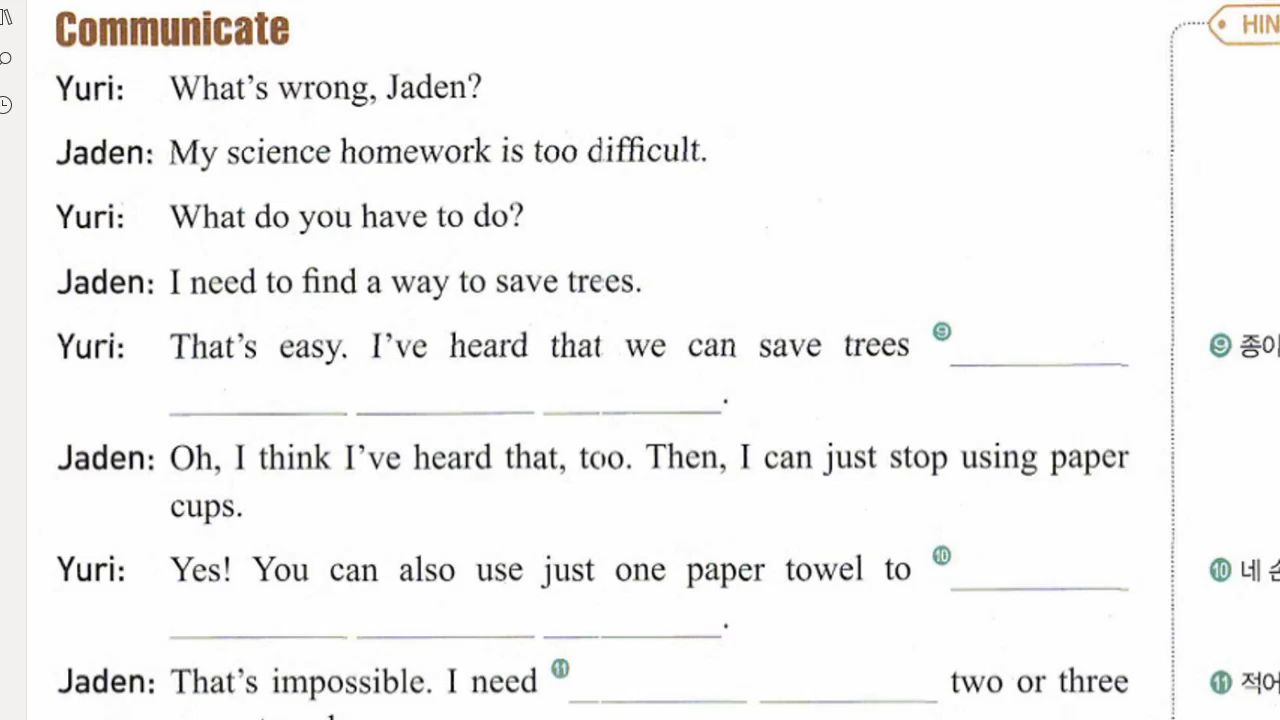 Communicate
HIN
Yuri: What's wrong, Jaden?
Jaden: My science homework is too difficult.
Yuri: What do you have to do?
Jaden: I need to find a way to save trees.
Yuri: That's easy. I've heard that we can save trees ⑨
⑨ 종이
.
Jaden: Oh, I think I've heard that, too. Then, I can just stop using paper
cups.
Yuri: Yes! You can also use just one paper towel to ⑩
⑩ 네 손
.
Jaden: That's impossible. I need ⑪ two or three
⑪ 적어